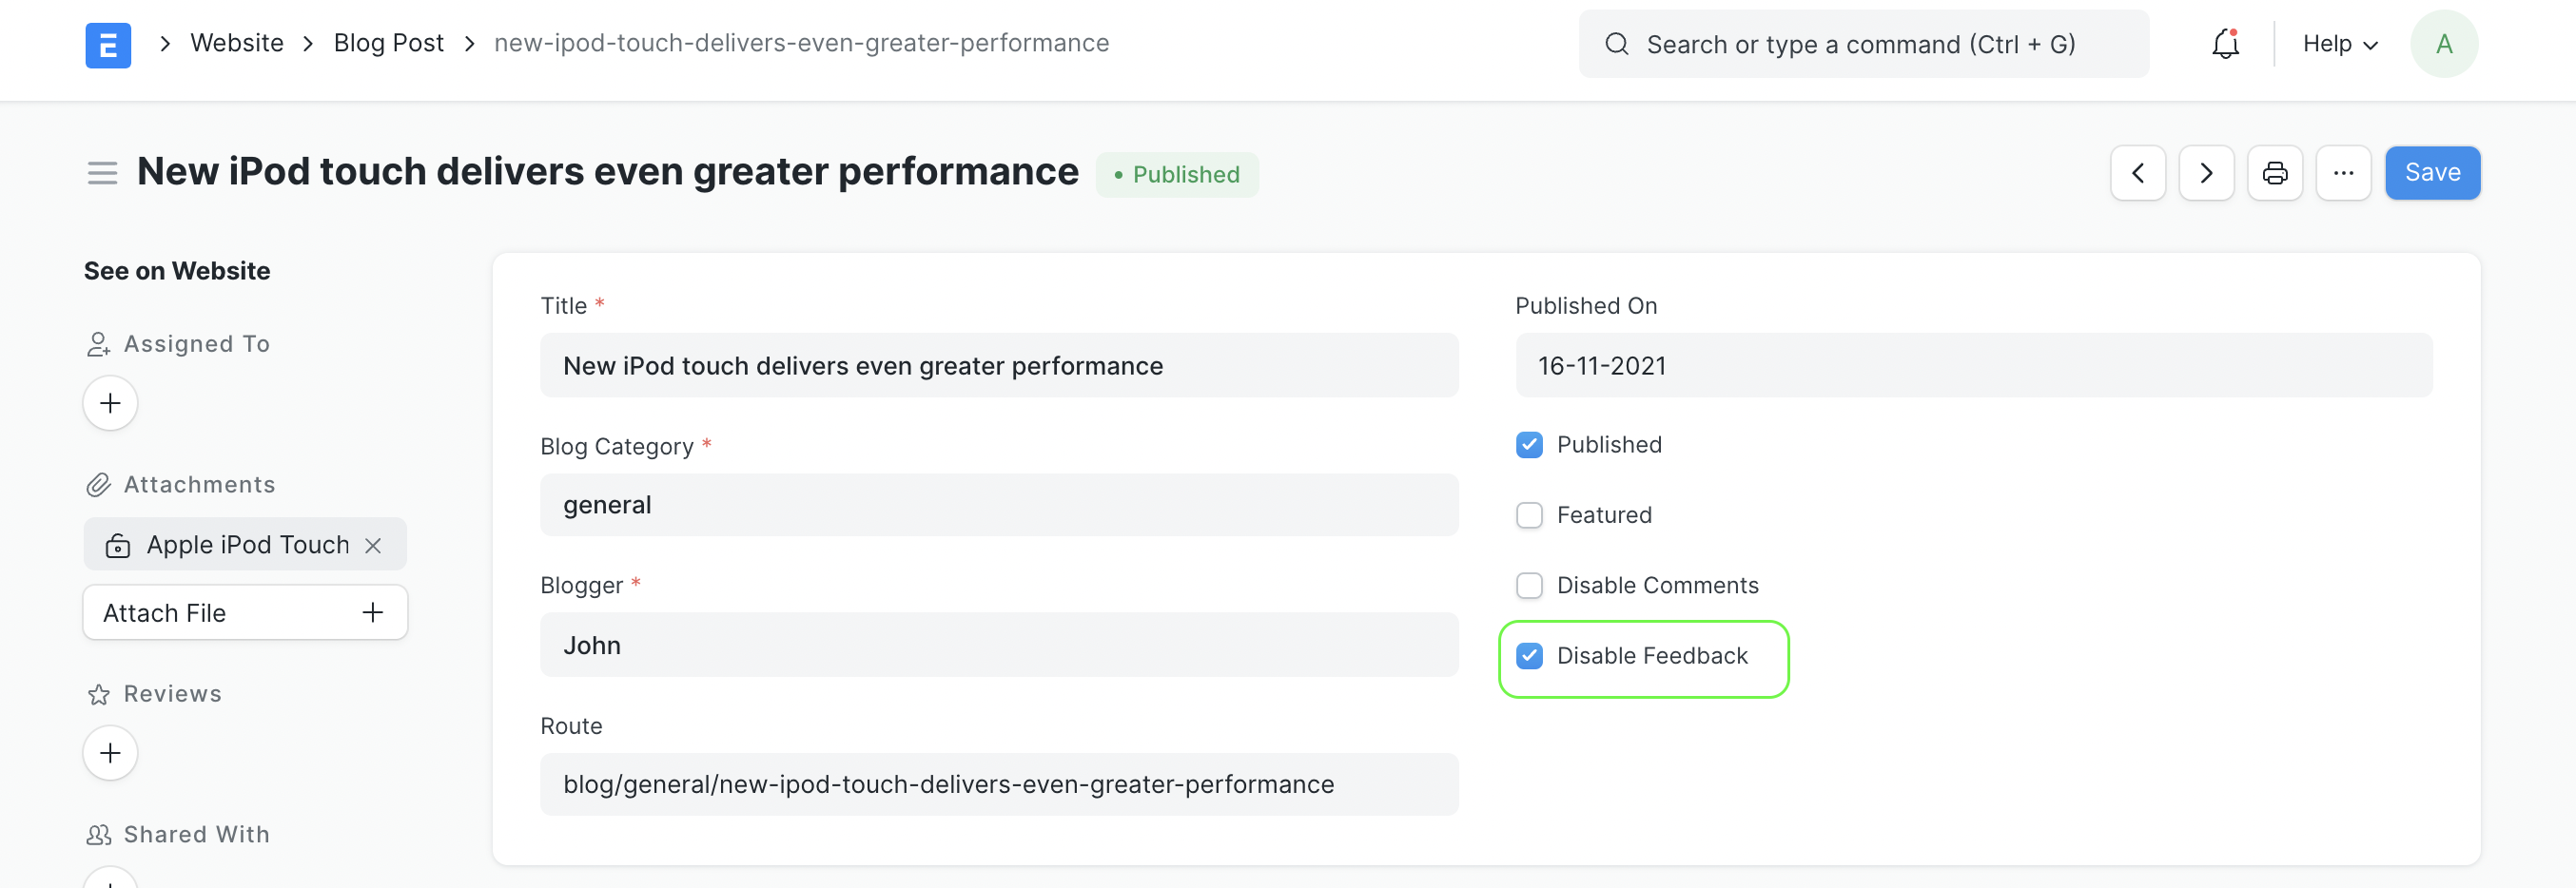 E > Website > Blog Post > new-ipod-touch-delivers-even-greater-performance
Search or type a command (Ctrl + G)
Help
A
New iPod touch delivers even greater performance
• Published
Save
See on Website
Assigned To
Attachments
Apple iPod Touch
Attach File
Reviews
Shared With
Title *
New iPod touch delivers even greater performance
Blog Category *
general
Blogger *
John
Route
blog/general/new-ipod-touch-delivers-even-greater-performance
Published On
16-11-2021
Published
Featured
Disable Comments
Disable Feedback